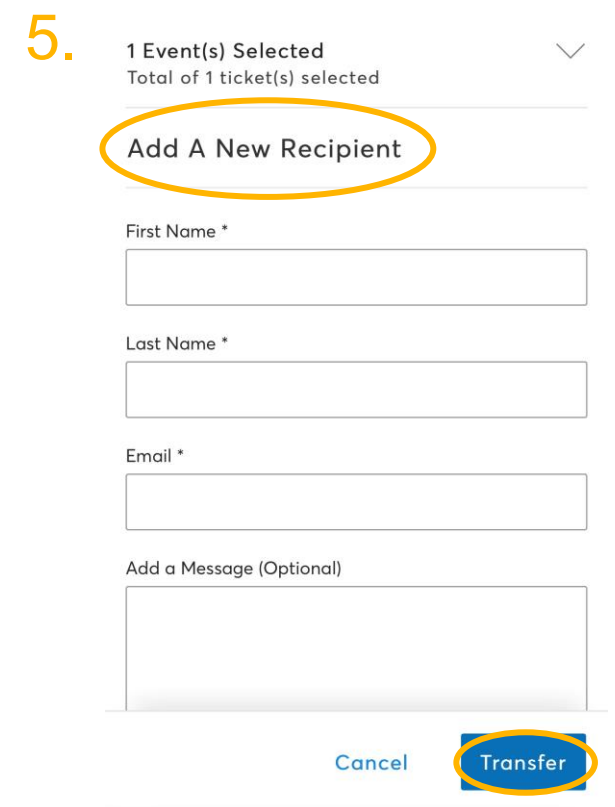 5.
1 Event(s) Selected
Total of 1 ticket(s) selected
Add A New Recipient
First Name *
Last Name *
Email *
Add a Message (Optional)
Cancel Transfer